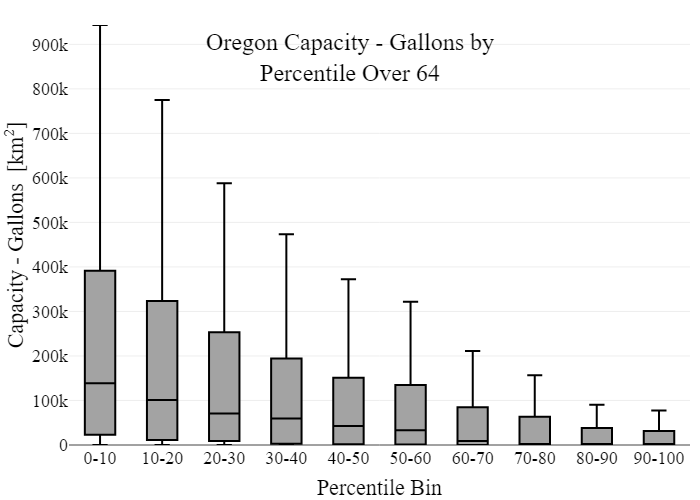 Oregon Capacity - Gallons by
Percentile Over 64
Capacity - Gallons [km²]
900k
800k
700k
600k
500k
400k
300k
200k
100k
0
0-10 10-20 20-30 30-40 40-50 50-60 60-70 70-80 80-90 90-100
Percentile Bin